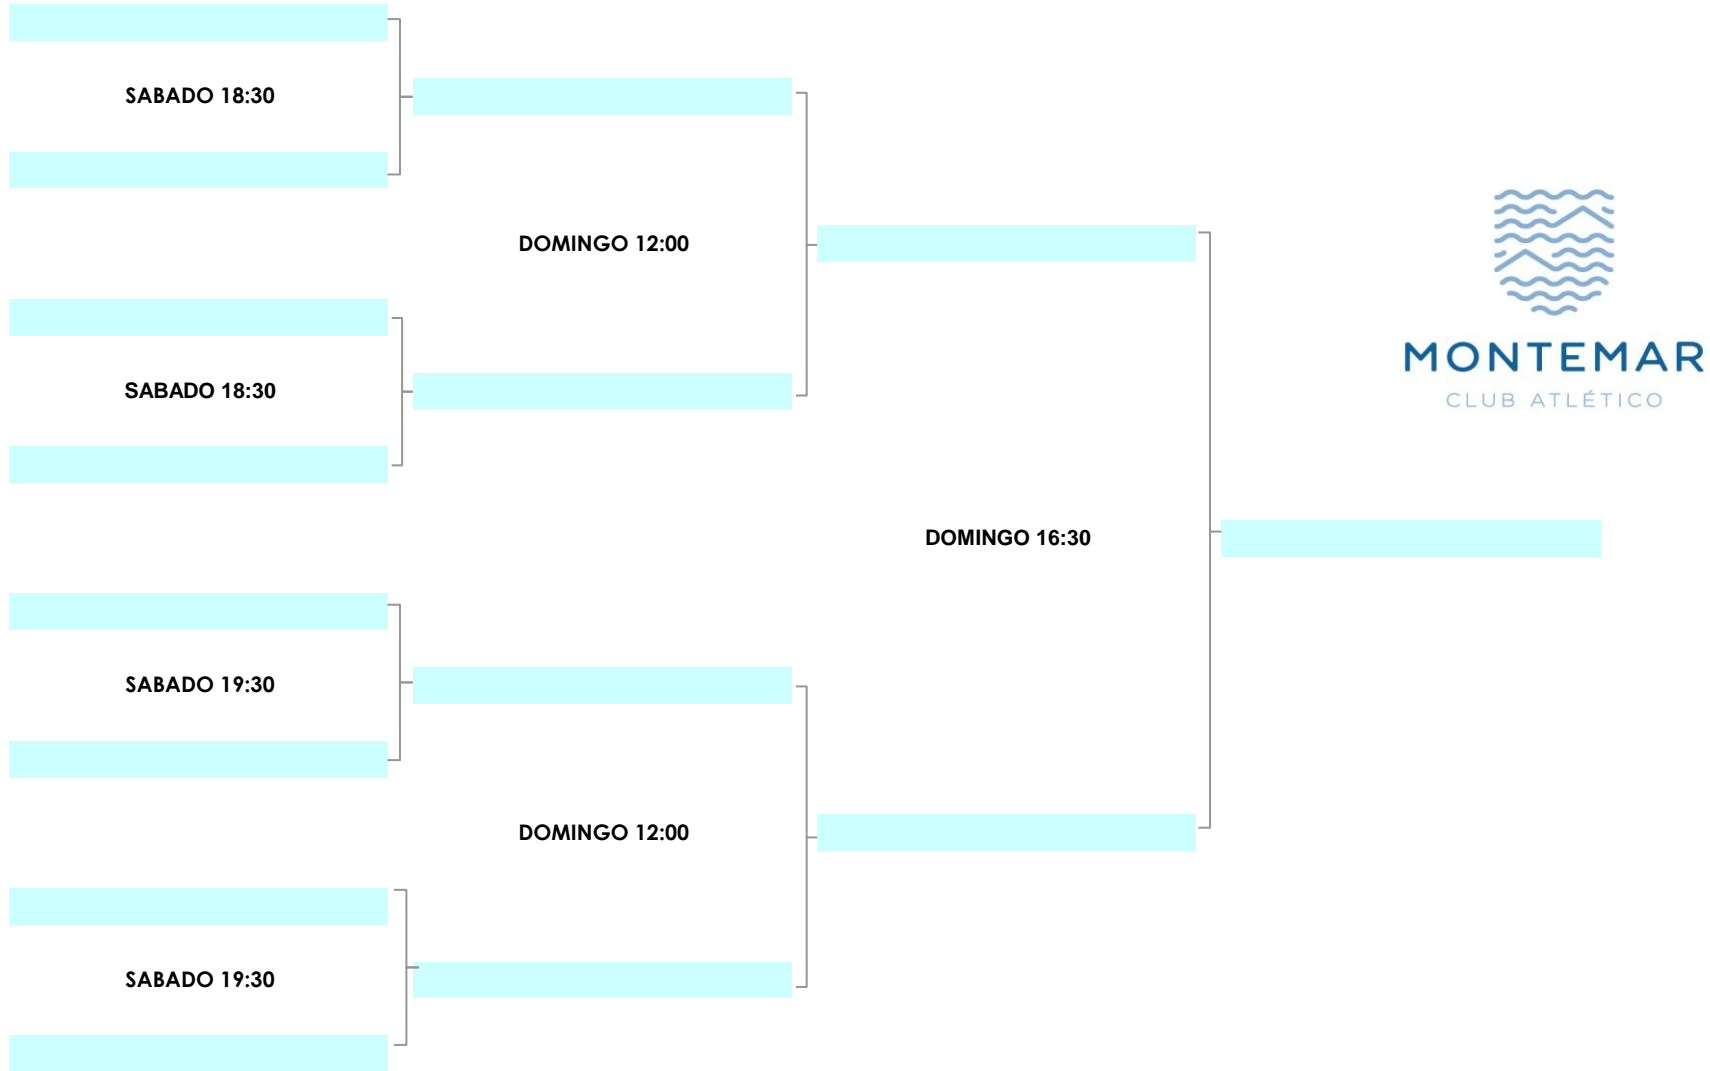 SABADO 18:30
DOMINGO 12:00
SABADO 18:30
MONTEMAR
CLUB ATLÉTICO
DOMINGO 16:30
SABADO 19:30
DOMINGO 12:00
SABADO 19:30